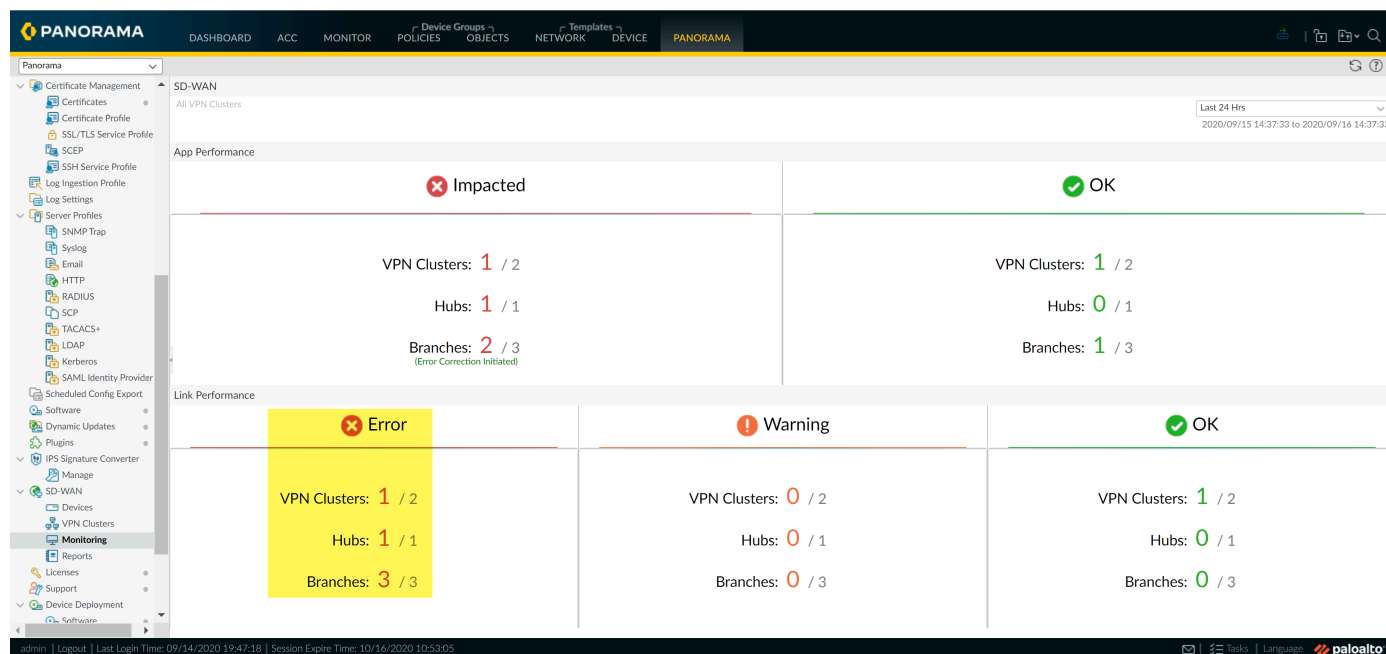 PANORAMA
Device Groups
Templates
DASHBOARD ACC MONITOR POLICIES OBJECTS NETWORK DEVICE PANORAMA
Panorama
Certificate Management
Certificates
Certificate Profile
SSL/TLS Service Profile
SCEP
SSH Service Profile
Log Ingestion Profile
Log Settings
Server Profiles
SNMP Trap
Syslog
Email
HTTP
RADIUS
SCP
TACACS+
LDAP
Kerberos
SAML Identity Provider
Scheduled Config Export
Software
Dynamic Updates
Plugins
IPS Signature Converter
Manage
SD-WAN
Devices
VPN Clusters
Monitoring
Reports
Licenses
Support
Device Deployment
Software
SD-WAN
All VPN Clusters
Last 24 Hrs
2020/09/15 14:37:33 to 2020/09/16 14:37:33
App Performance
Impacted
VPN Clusters: 1 / 2
Hubs: 1 / 1
Branches: 2 / 3
(Error Correction Initiated)
OK
VPN Clusters: 1 / 2
Hubs: 0 / 1
Branches: 1 / 3
Link Performance
Error
VPN Clusters: 1 / 2
Hubs: 1 / 1
Branches: 3 / 3
Warning
VPN Clusters: 0 / 2
Hubs: 0 / 1
Branches: 0 / 3
OK
VPN Clusters: 1 / 2
Hubs: 0 / 1
Branches: 0 / 3
admin | Logout | Last Login Time: 09/14/2020 19:47:18 | Session Expire Time: 10/16/2020 10:53:05
Tasks | Language paloalto